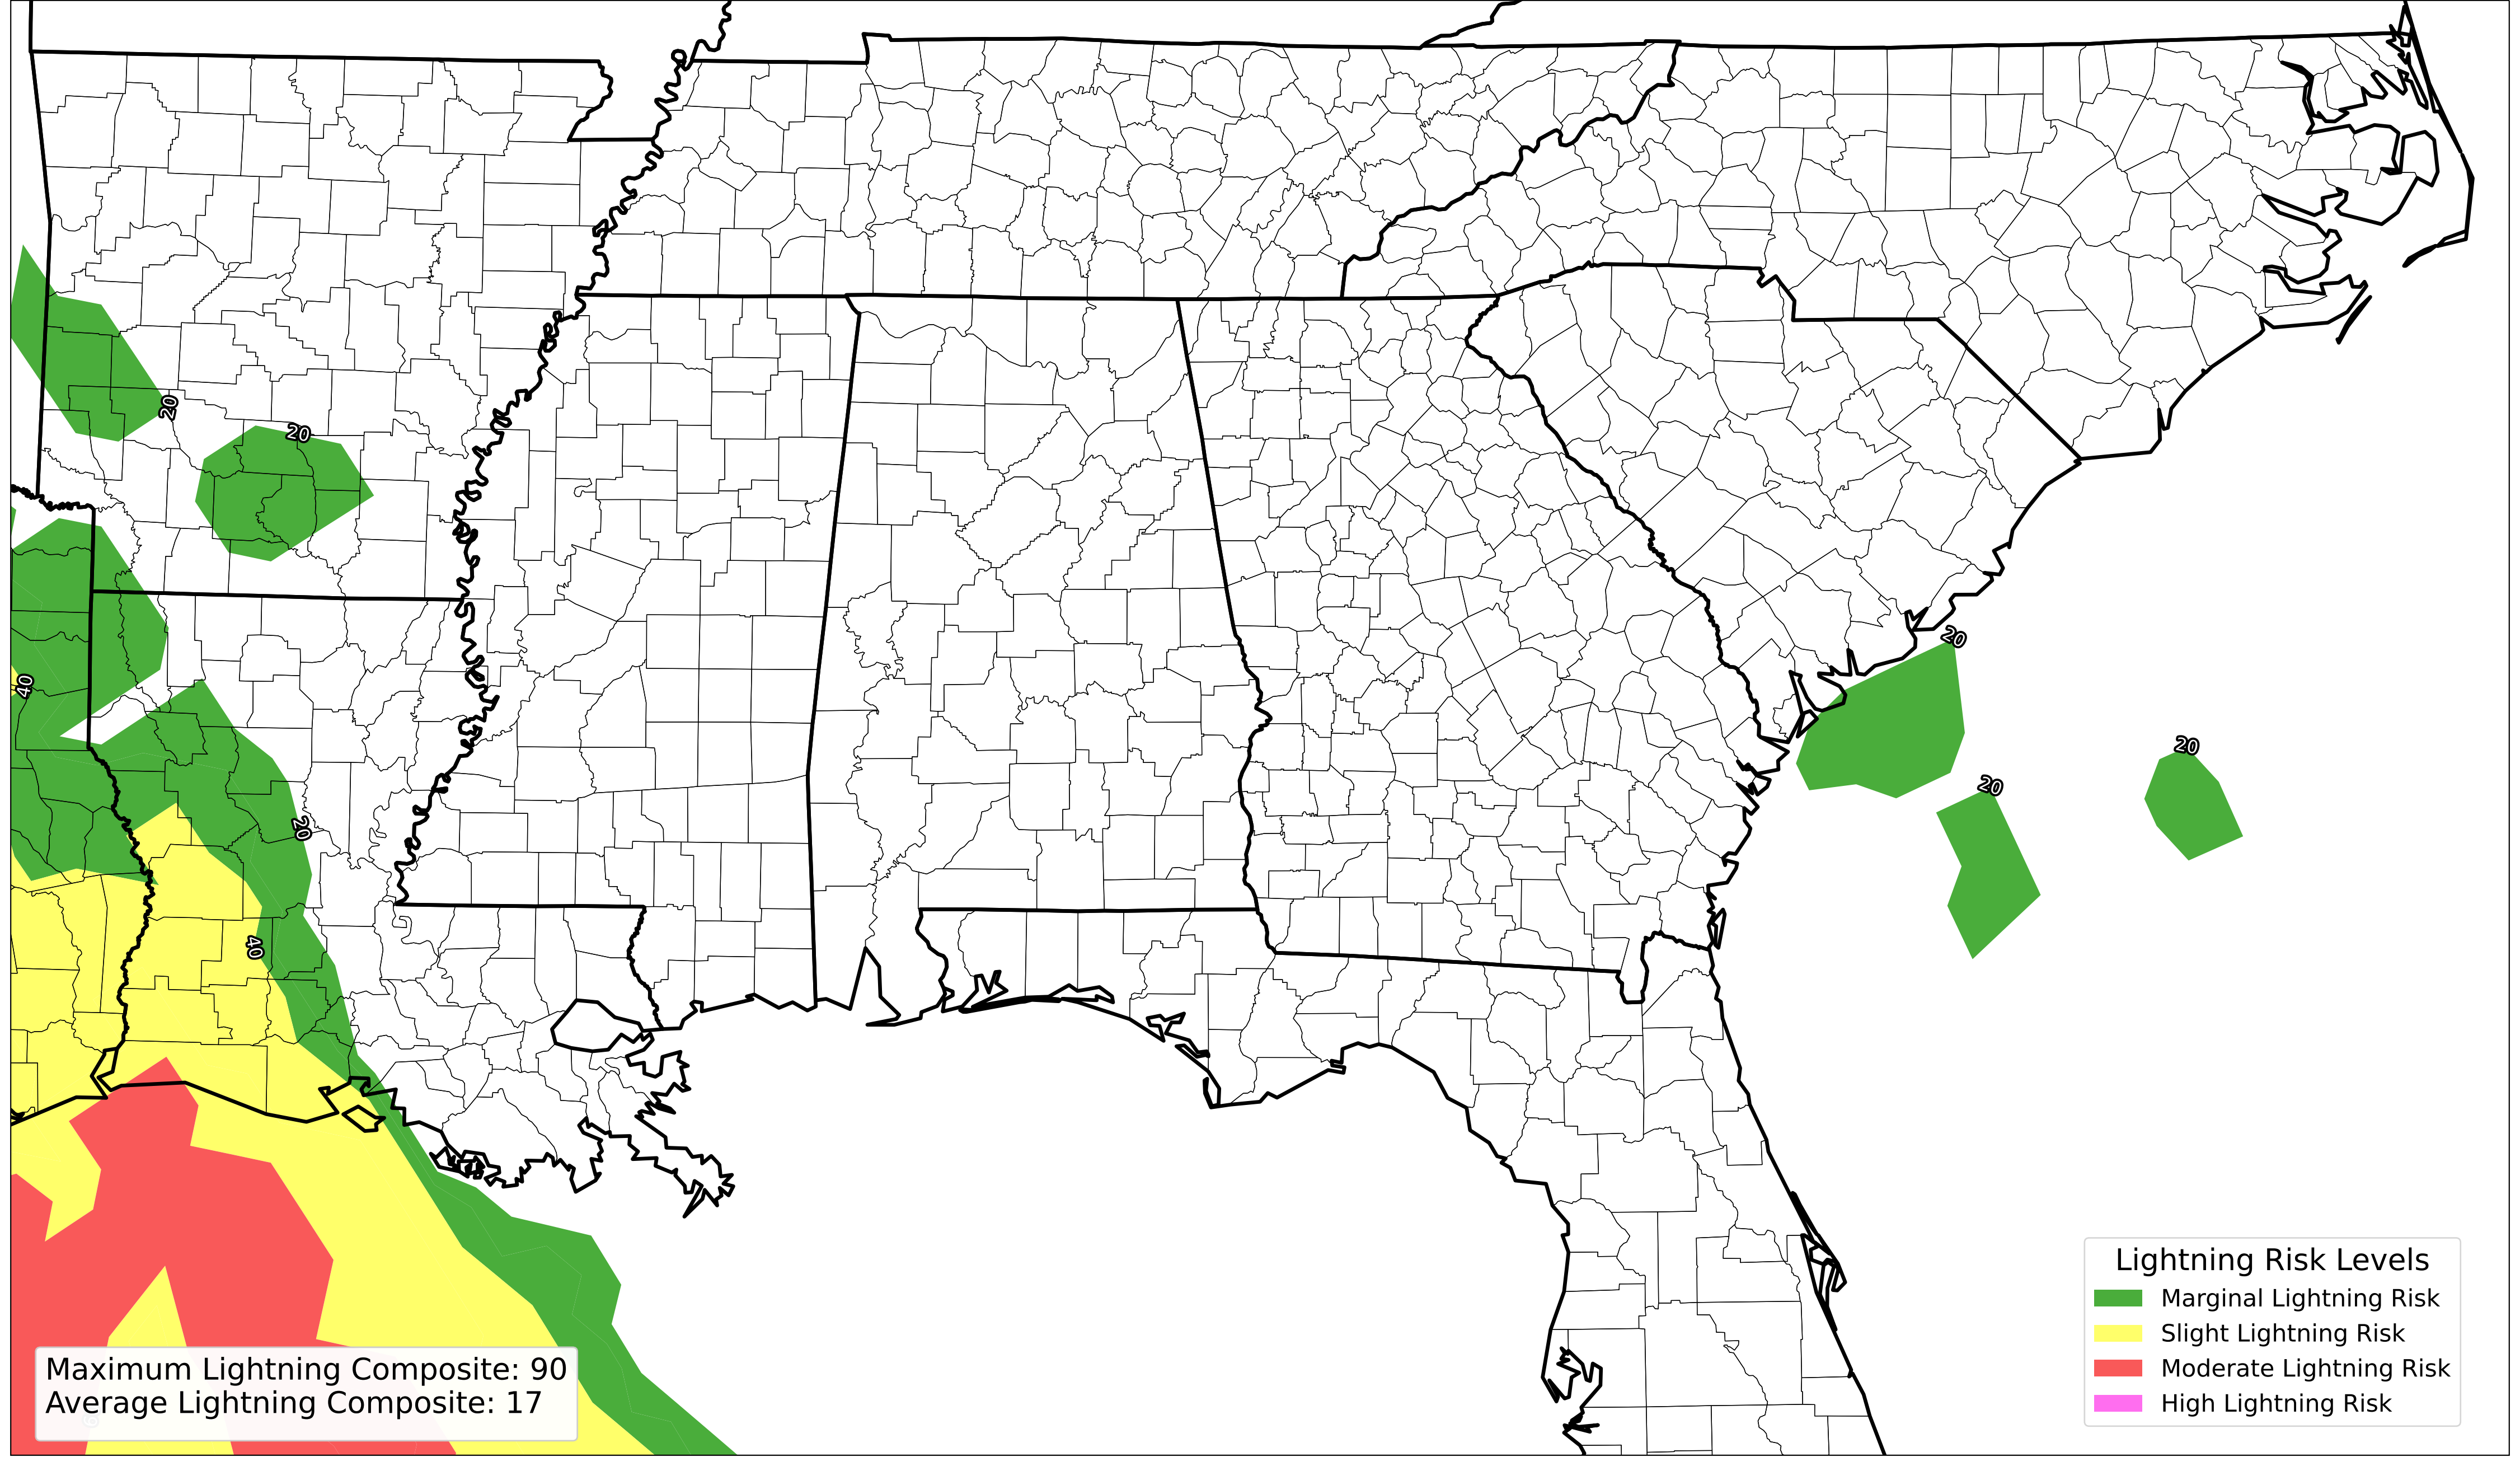 20
20
40
20
20
20
20
40
Lightning Risk Levels
Marginal Lightning Risk
Slight Lightning Risk
Moderate Lightning Risk
High Lightning Risk
Maximum Lightning Composite: 90
Average Lightning Composite: 17